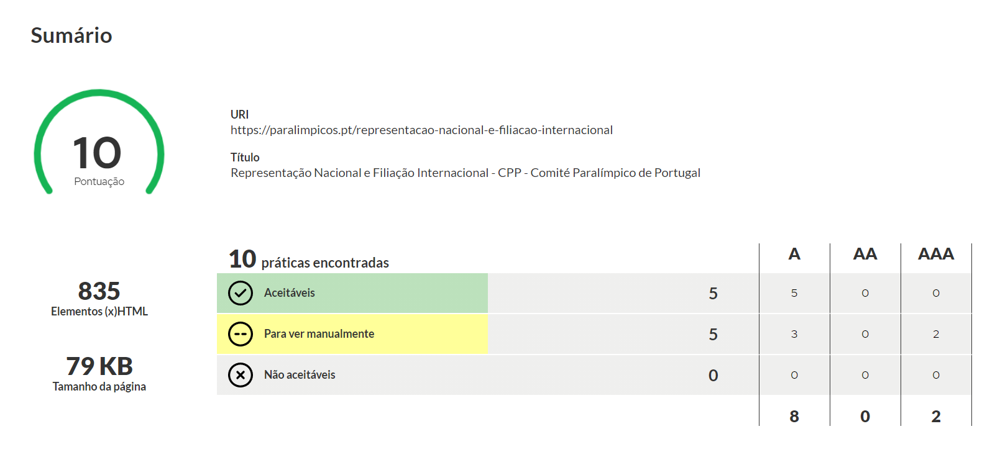 Sumário
10
Pontuação
URI
https://paralimpicos.pt/representacao-nacional-e-filiacao-internacional
Título
Representação Nacional e Filiação Internacional - CPP - Comité Paralímpico de Portugal
835
Elementos (x)HTML
79 KB
Tamanho da página
10 práticas encontradas A AA AAA
Aceitáveis 5 5 0 0
Para ver manualmente 5 3 0 2
Não aceitáveis 0 0 0 0
8 0 2